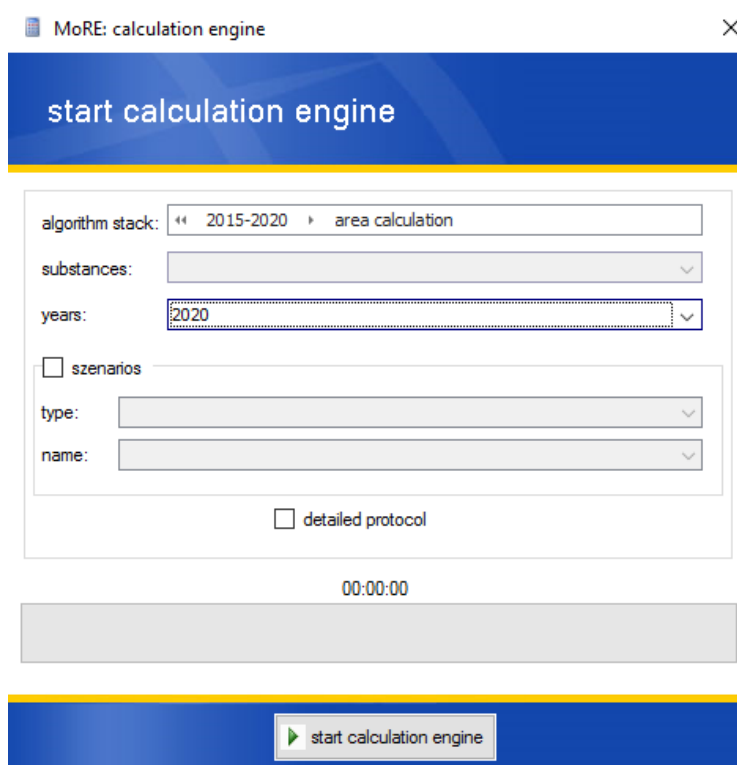 MoRE: calculation engine
start calculation engine
algorithm stack: 2015-2020 area calculation
substances:
years: 2020
szenarios
type:
name:
detailed protocol
00:00:00
start calculation engine